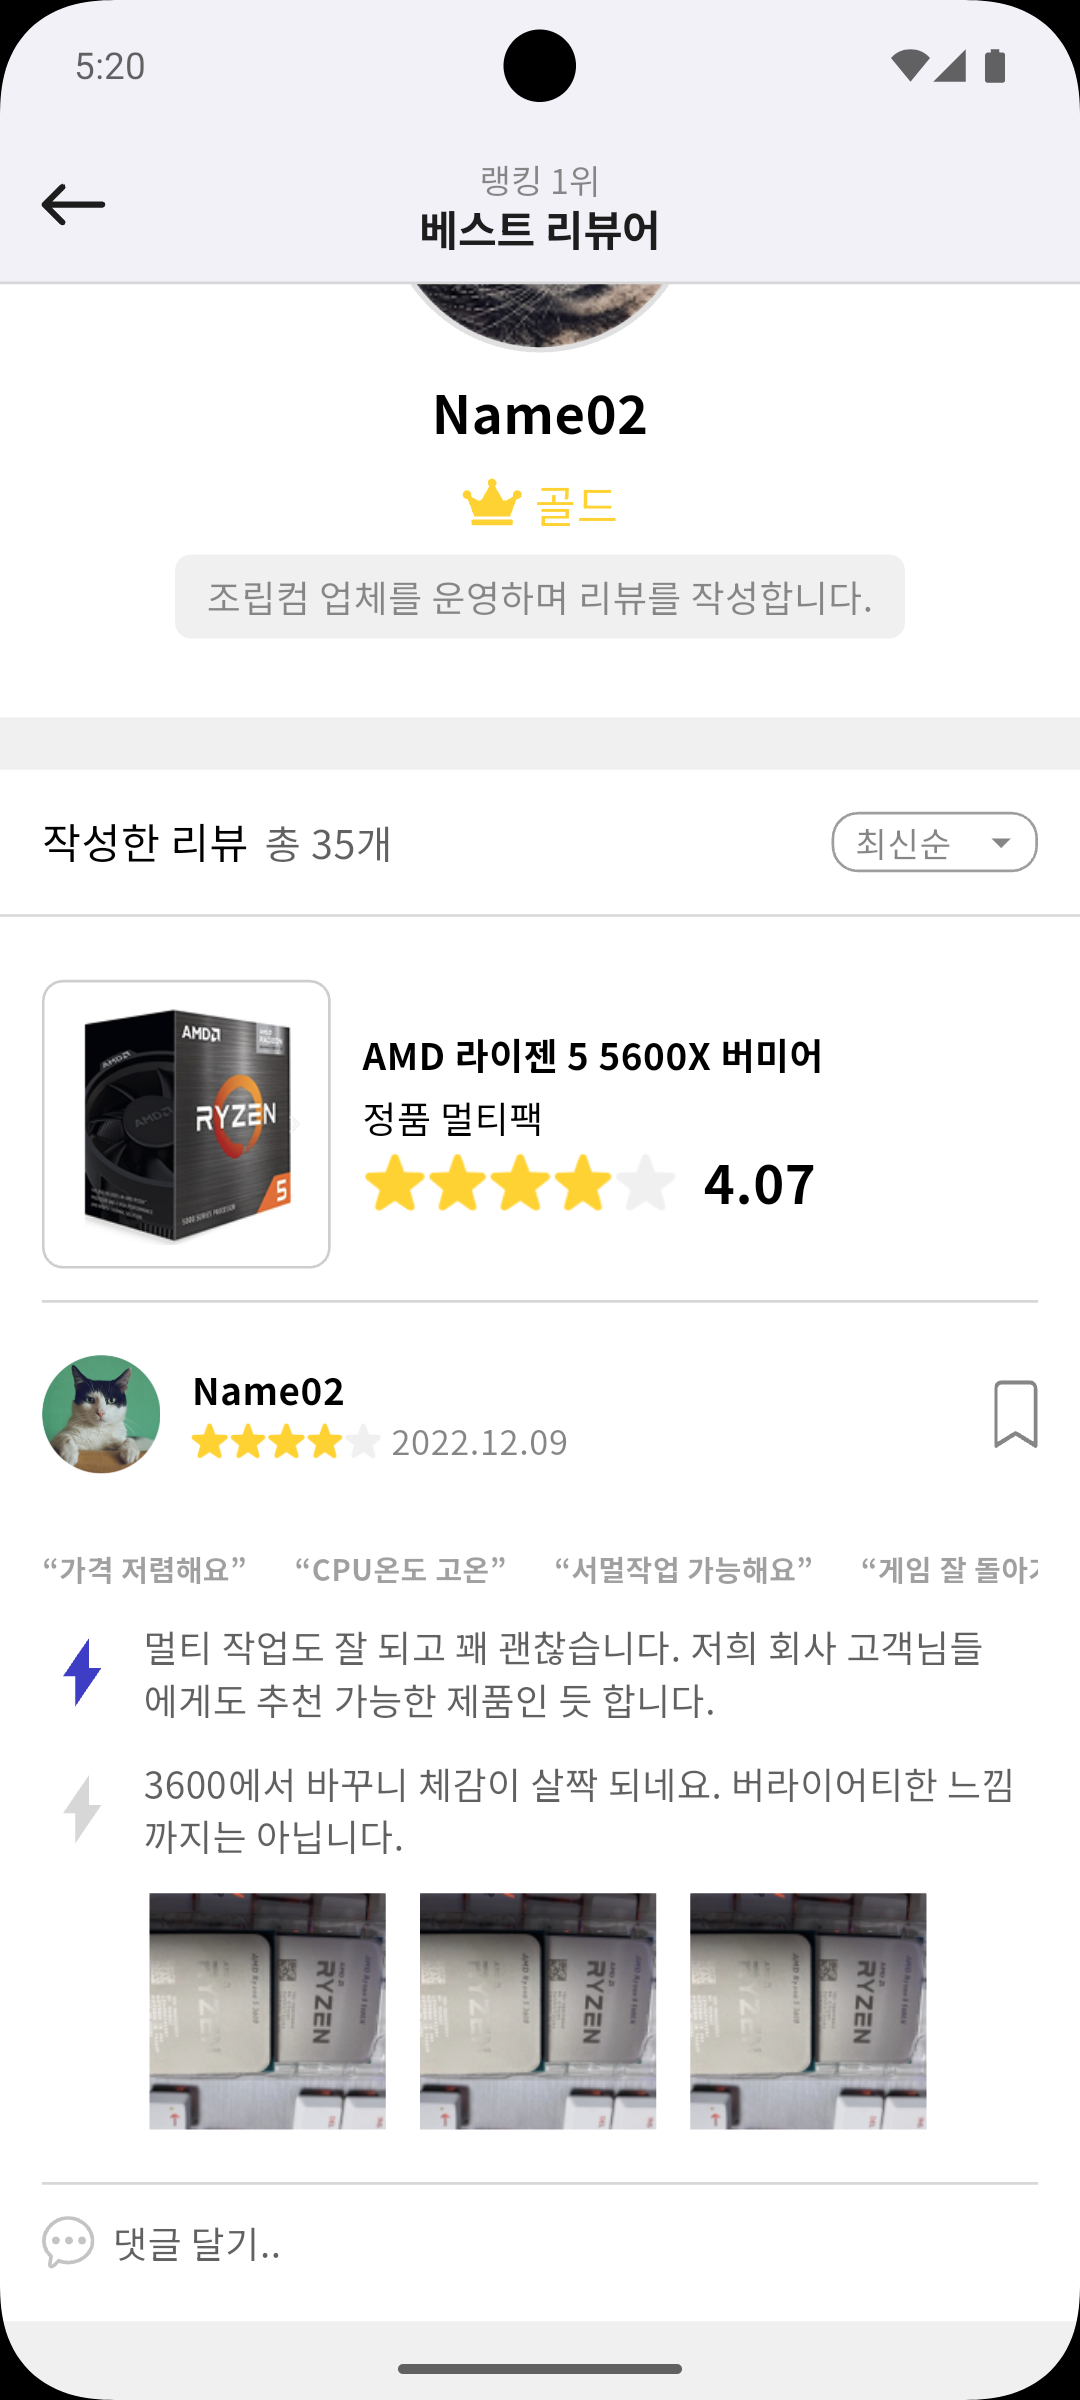 5:20
랭킹 1위
베스트 리뷰어
Name02
골드
조립컴 업체를 운영하며 리뷰를 작성합니다.
작성한 리뷰 총 35개
최신순
AMD
RYZEN
5
AMD 라이젠 5 5600X 버미어
정품 멀티팩
4.07
Name02
2022.12.09
“가격 저렴해요” “CPU온도 고온” “서멀작업 가능해요” “게임 잘 돌아가
멀티 작업도 잘 되고 꽤 괜찮습니다. 저희 회사 고객님들
에게도 추천 가능한 제품인 듯 합니다.
3600에서 바꾸니 체감이 살짝 되네요. 버라이어티한 느낌
까지는 아닙니다.
RYZEN
RYZEN
RYZEN
댓글 달기..